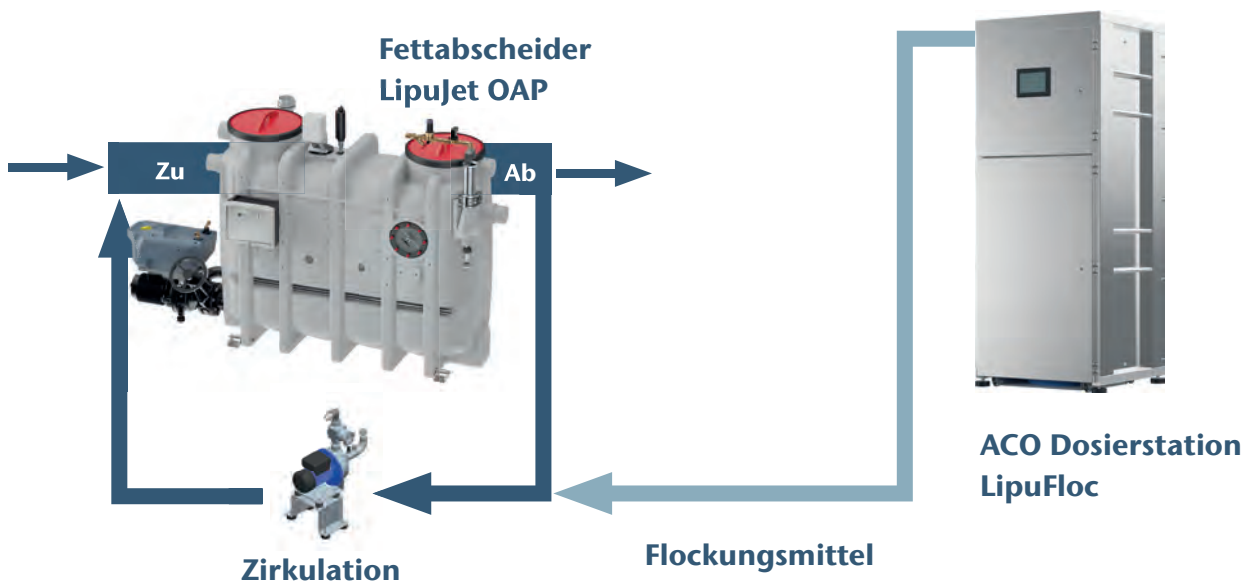 Fettabscheider
LipuJet OAP
Zu
Ab
ACO Dosierstation
LipuFloc
Flockungsmittel
Zirkulation